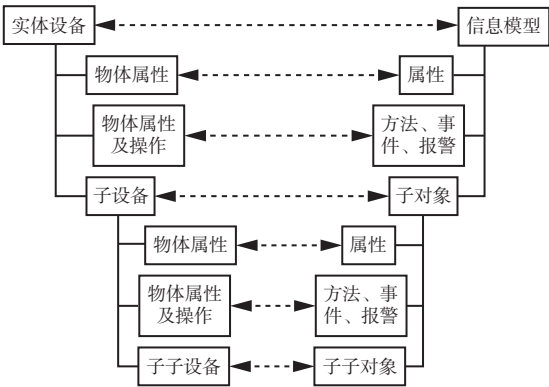 实体设备
信息模型
物体属性
属性
物体属性
及操作
方法、事
件、报警
子设备
子对象
物体属性
属性
物体属性
及操作
方法、事
件、报警
子子设备
子子对象